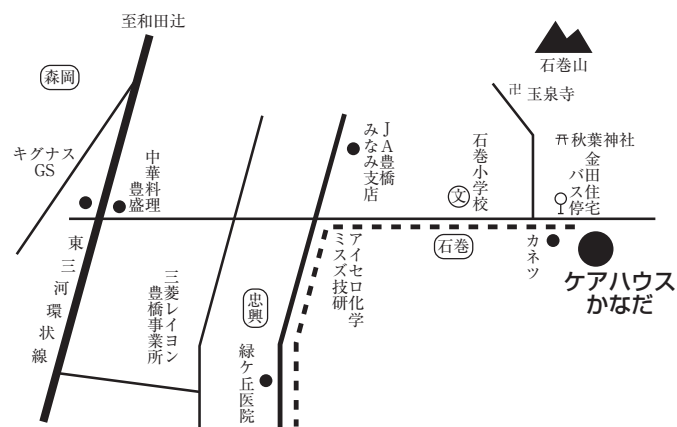 至和田辻
森岡
キグナス
GS
中華料理
豊盛
東三河環状線
三菱レイヨン
豊橋事業所
忠興
緑ケ丘医院
JA豊橋
みなみ支店
アイセロ化学
ミスズ技研
石巻
石巻小学校
文
石巻山
卍 玉泉寺
秋葉神社
金田住宅
バス停
カネツ
ケアハウス
かなだ